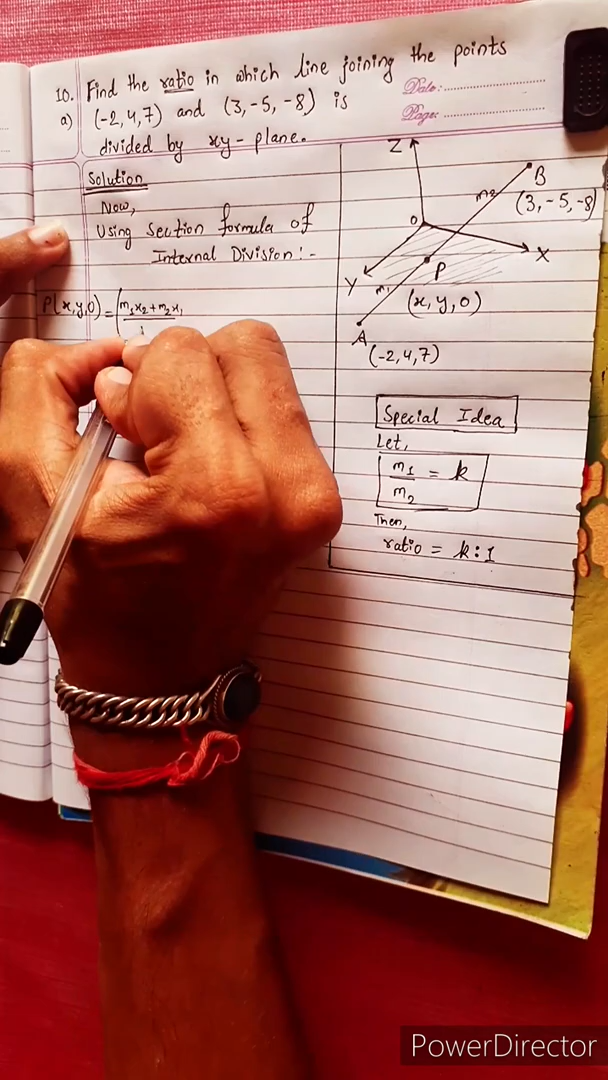 10. Find the ratio in which line joining the points
a) (-2,4,7) and (3,-5,-8) is
divided by xy-plane.
Date:
Page:
Solution
Now,
Using Section formula of
Internal Division:-
P(x,y,0) = (m₁x₂+m₂x₁
Z
B
m₂
(3,-5,-8)
O
X
Y
P
m₁
(x,y,0)
A
(-2,4,7)
Special Idea
Let,
m₁/m₂ = k
Then,
ratio = k:1
PowerDirector